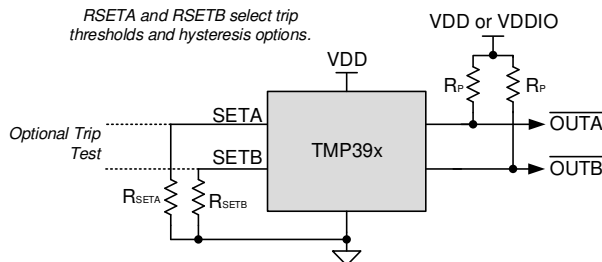 RSETA and RSETB select trip
thresholds and hysteresis options.
VDD or VDDIO
VDD
RP
RP
SETA
OUTA
Optional Trip
Test
TMP39x
SETB
OUTB
RSETA
RSETB